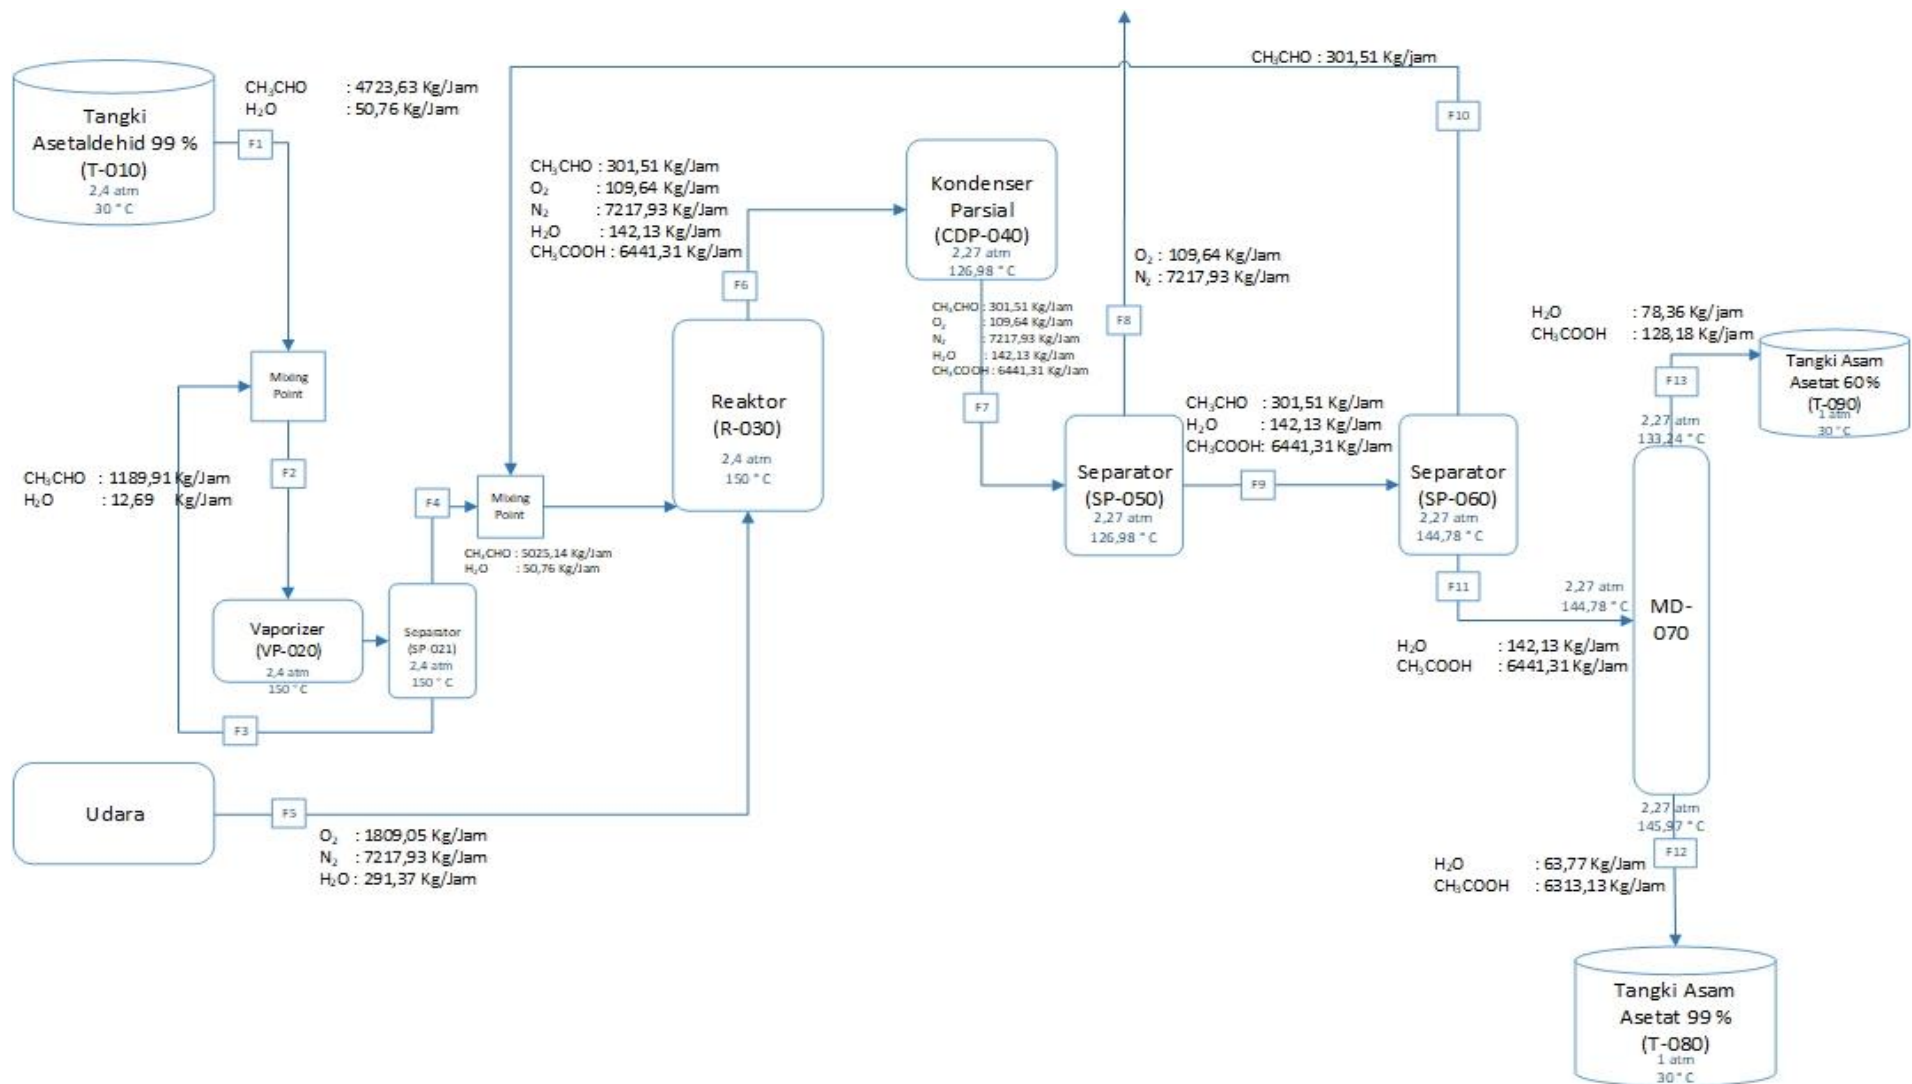 Tangki
Asetaldehid 99 %
(T-010)
2,4 atm
30 ° C
CH₃CHO : 4723,63 Kg/Jam
H₂O : 50,76 Kg/Jam
F1
Mixing
Point
F2
CH₃CHO : 1189,91 Kg/Jam
H₂O : 12,69 Kg/Jam
Vaporizer
(VP-020)
2,4 atm
150 ° C
Separator
(SP-021)
2,4 atm
150 ° C
F3
F4
Mixing
Point
CH₃CHO : 5025,14 Kg/Jam
H₂O : 50,76 Kg/Jam
Udara
F5
O₂ : 1809,05 Kg/Jam
N₂ : 7217,93 Kg/Jam
H₂O : 291,37 Kg/Jam
CH₃CHO : 301,51 Kg/Jam
O₂ : 109,64 Kg/Jam
N₂ : 7217,93 Kg/Jam
H₂O : 142,13 Kg/Jam
CH₃COOH : 6441,31 Kg/Jam
F6
Reaktor
(R-030)
2,4 atm
150 ° C
Kondenser
Parsial
(CDP-040)
2,27 atm
126,98 ° C
CH₃CHO : 301,51 Kg/Jam
O₂ : 109,64 Kg/Jam
N₂ : 7217,93 Kg/Jam
H₂O : 142,13 Kg/Jam
CH₃COOH : 6441,31 Kg/Jam
F7
Separator
(SP-050)
2,27 atm
126,98 ° C
F8
O₂ : 109,64 Kg/Jam
N₂ : 7217,93 Kg/Jam
CH₃CHO : 301,51 Kg/Jam
H₂O : 142,13 Kg/Jam
CH₃COOH : 6441,31 Kg/Jam
F9
CH₃CHO : 301,51 Kg/jam
F10
Separator
(SP-060)
2,27 atm
144,78 ° C
F11
H₂O : 142,13 Kg/Jam
CH₃COOH : 6441,31 Kg/Jam
2,27 atm
144,78 ° C
MD-
070
2,27 atm
133,24 ° C
F13
H₂O : 78,36 Kg/jam
CH₃COOH : 128,18 Kg/jam
Tangki Asam
Asetat 60 %
(T-090)
1 atm
30 ° C
2,27 atm
145,97 ° C
F12
H₂O : 63,77 Kg/Jam
CH₃COOH : 6313,13 Kg/Jam
Tangki Asam
Asetat 99 %
(T-080)
1 atm
30 ° C